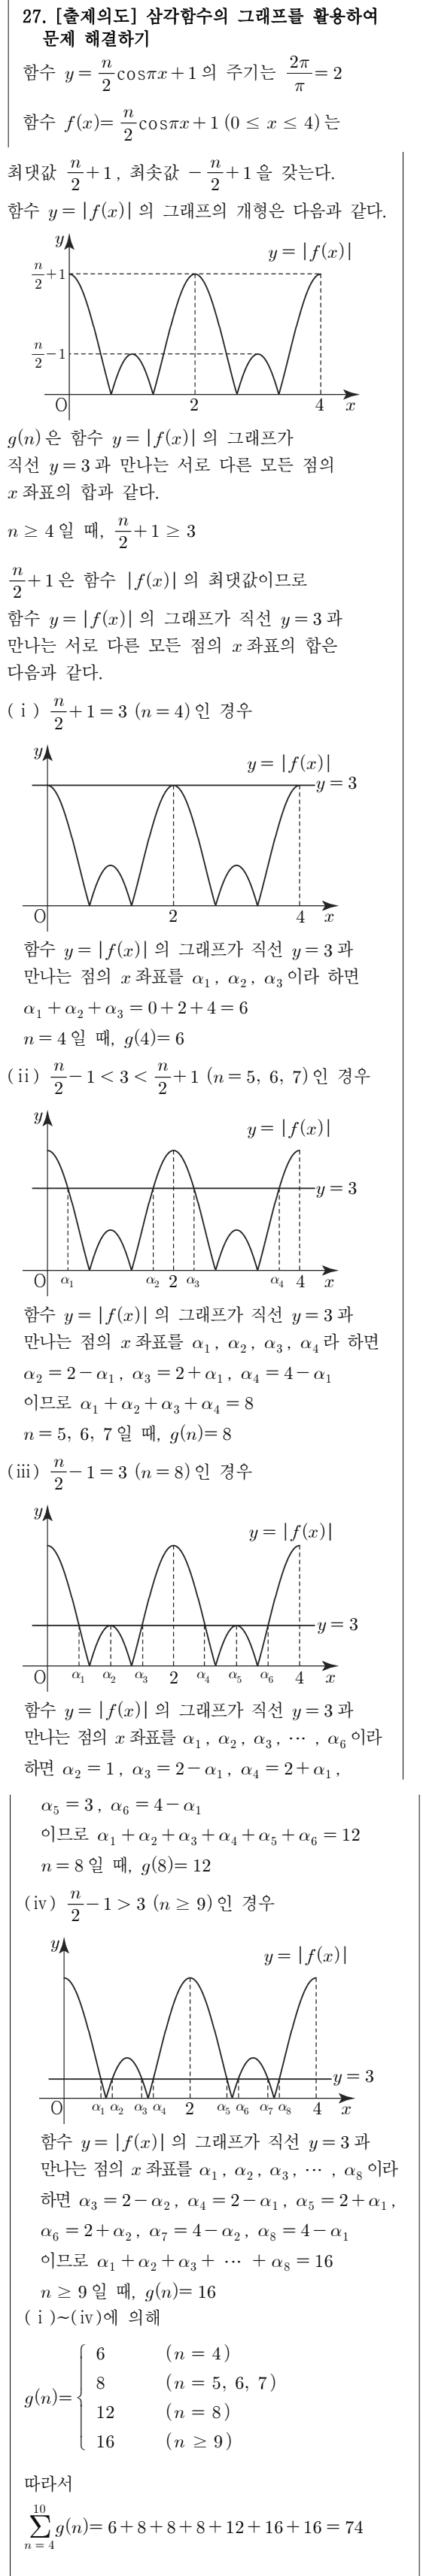 27. [출제의도] 삼각함수의 그래프를 활용하여
문제 해결하기
함수 y = n/2 cosπx + 1 의 주기는 2π/π = 2
함수 f(x) = n/2 cosπx + 1 (0 ≤ x ≤ 4)는
최댓값 n/2 + 1, 최솟값 − n/2 + 1 을 갖는다.
함수 y = |f(x)| 의 그래프의 개형은 다음과 같다.
y
y = |f(x)|
n/2 + 1
n/2 − 1
O 2 4 x
g(n)은 함수 y = |f(x)| 의 그래프가
직선 y = 3 과 만나는 서로 다른 모든 점의
x 좌표의 합과 같다.
n ≥ 4 일 때, n/2 + 1 ≥ 3
n/2 + 1 은 함수 |f(x)| 의 최댓값이므로
함수 y = |f(x)| 의 그래프가 직선 y = 3 과
만나는 서로 다른 모든 점의 x 좌표의 합은
다음과 같다.
(ⅰ) n/2 + 1 = 3 (n = 4)인 경우
y
y = |f(x)|
y = 3
O 2 4 x
함수 y = |f(x)| 의 그래프가 직선 y = 3 과
만나는 점의 x 좌표를 α₁, α₂, α₃ 이라 하면
α₁ + α₂ + α₃ = 0 + 2 + 4 = 6
n = 4 일 때, g(4) = 6
(ⅱ) n/2 − 1 < 3 < n/2 + 1 (n = 5, 6, 7)인 경우
y
y = |f(x)|
y = 3
O α₁ α₂ 2 α₃ α₄ 4 x
함수 y = |f(x)| 의 그래프가 직선 y = 3 과
만나는 점의 x 좌표를 α₁, α₂, α₃, α₄ 라 하면
α₂ = 2 − α₁, α₃ = 2 + α₁, α₄ = 4 − α₁
이므로 α₁ + α₂ + α₃ + α₄ = 8
n = 5, 6, 7 일 때, g(n) = 8
(ⅲ) n/2 − 1 = 3 (n = 8)인 경우
y
y = |f(x)|
y = 3
O α₁ α₂ α₃ 2 α₄ α₅ α₆ 4 x
함수 y = |f(x)| 의 그래프가 직선 y = 3 과
만나는 점의 x 좌표를 α₁, α₂, α₃, ⋯, α₆ 이라
하면 α₂ = 1, α₃ = 2 − α₁, α₄ = 2 + α₁,
α₅ = 3, α₆ = 4 − α₁
이므로 α₁ + α₂ + α₃ + α₄ + α₅ + α₆ = 12
n = 8 일 때, g(8) = 12
(ⅳ) n/2 − 1 > 3 (n ≥ 9)인 경우
y
y = |f(x)|
y = 3
O α₁ α₂ α₃ α₄ 2 α₅ α₆ α₇ α₈ 4 x
함수 y = |f(x)| 의 그래프가 직선 y = 3 과
만나는 점의 x 좌표를 α₁, α₂, α₃, ⋯, α₈ 이라
하면 α₃ = 2 − α₂, α₄ = 2 − α₁, α₅ = 2 + α₁,
α₆ = 2 + α₂, α₇ = 4 − α₂, α₈ = 4 − α₁
이므로 α₁ + α₂ + α₃ + ⋯ + α₈ = 16
n ≥ 9 일 때, g(n) = 16
(ⅰ)~(ⅳ)에 의해
g(n) = { 6 (n = 4)
8 (n = 5, 6, 7)
12 (n = 8)
16 (n ≥ 9)
따라서
∑_{n=4}^{10} g(n) = 6 + 8 + 8 + 8 + 12 + 16 + 16 = 74